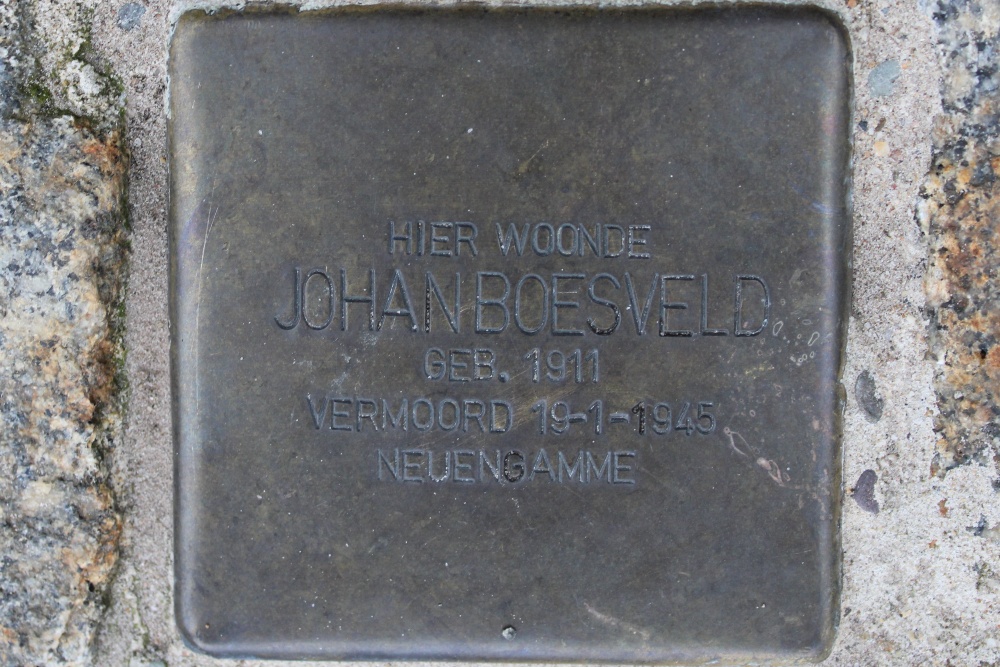 HIER WOONDE
JOHAN BOESVELD
GEB. 1911
VERMOORD 19-1-1945
NEUENGAMME